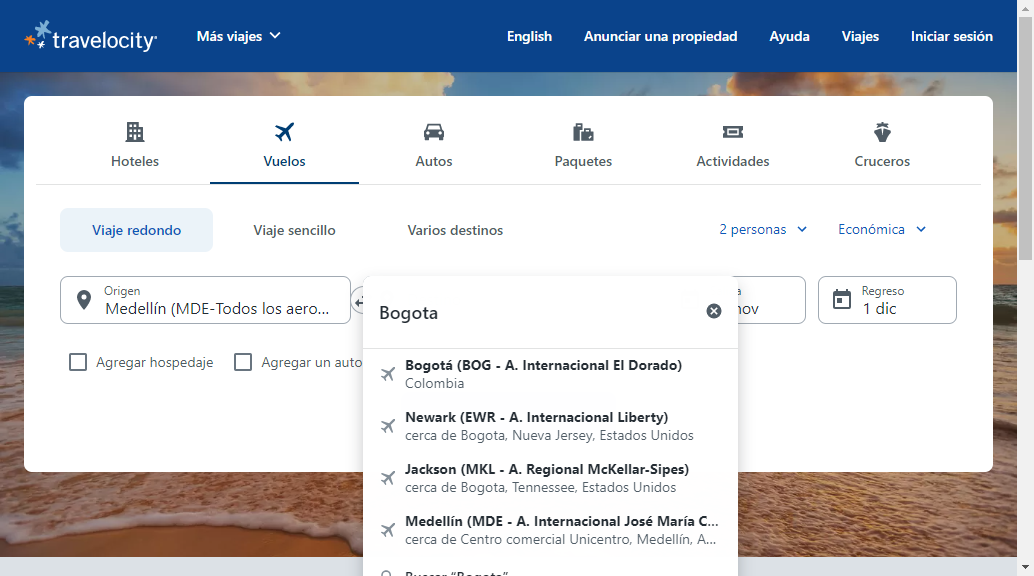 travelocity
Más viajes
English
Anunciar una propiedad
Ayuda
Viajes
Iniciar sesión
Hoteles
Vuelos
Autos
Paquetes
Actividades
Cruceros
Viaje redondo
Viaje sencillo
Varios destinos
2 personas
Económica
Origen
Medellín (MDE-Todos los aero...
Bogota
Regreso
1 dic
Agregar hospedaje
Agregar un auto
Bogotá (BOG - A. Internacional El Dorado)
Colombia
Newark (EWR - A. Internacional Liberty)
cerca de Bogota, Nueva Jersey, Estados Unidos
Jackson (MKL - A. Regional McKellar-Sipes)
cerca de Bogota, Tennessee, Estados Unidos
Medellín (MDE - A. Internacional José María C...
cerca de Centro comercial Unicentro, Medellín, A...
Buscar “Bogota”